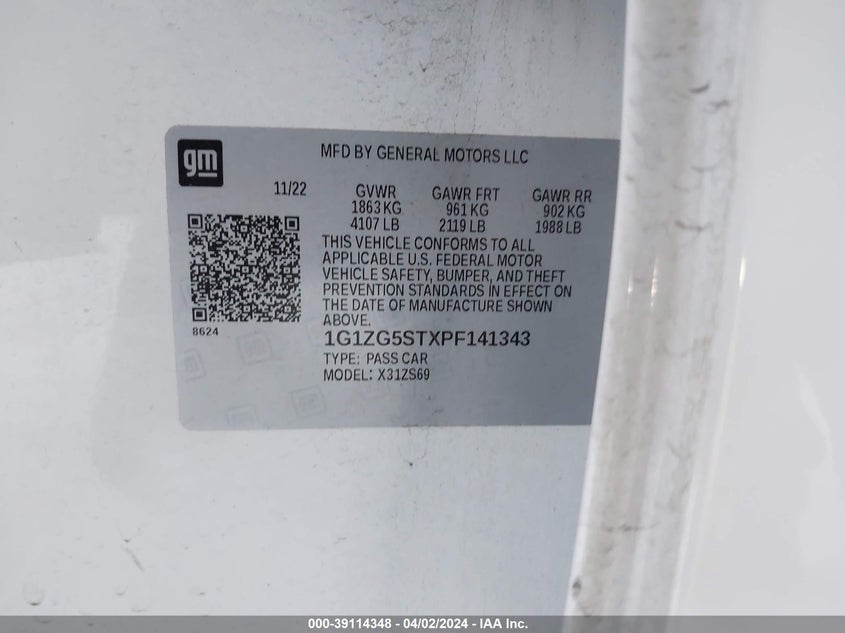 gm
MFD BY GENERAL MOTORS LLC
11/22 GVWR GAWR FRT GAWR RR
1863 KG 961 KG 902 KG
4107 LB 2119 LB 1988 LB
THIS VEHICLE CONFORMS TO ALL
APPLICABLE U.S. FEDERAL MOTOR
VEHICLE SAFETY, BUMPER, AND THEFT
PREVENTION STANDARDS IN EFFECT ON
THE DATE OF MANUFACTURE SHOWN
ABOVE.
8624
1G1ZG5STXPF141343
TYPE: PASS CAR
MODEL: X31ZS69
000-39114348 - 04/02/2024 - IAA Inc.